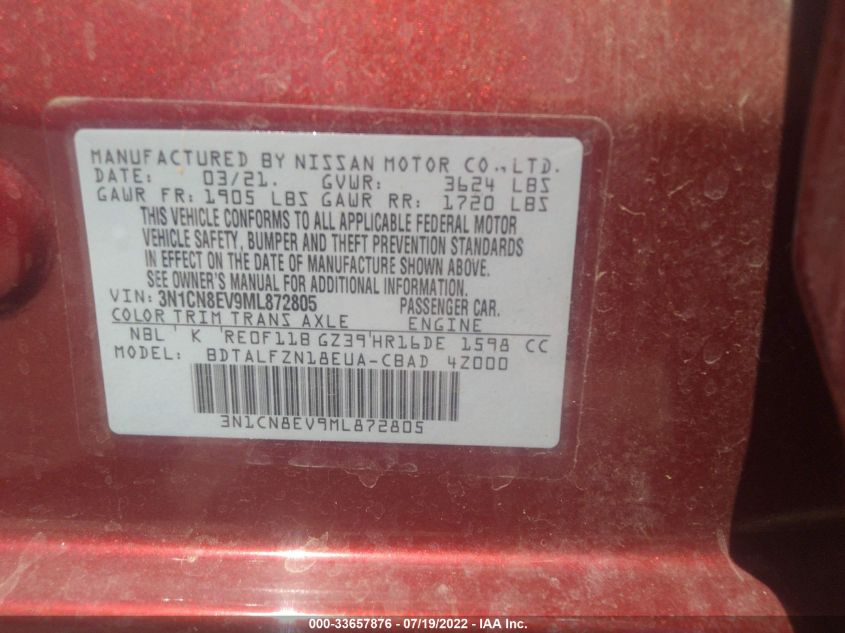 MANUFACTURED BY NISSAN MOTOR CO., LTD.
DATE: 03/21. GVWR: 3624 LBS
GAWR FR: 1905 LBS GAWR RR: 1720 LBS
THIS VEHICLE CONFORMS TO ALL APPLICABLE FEDERAL MOTOR
VEHICLE SAFETY, BUMPER AND THEFT PREVENTION STANDARDS
IN EFFECT ON THE DATE OF MANUFACTURE SHOWN ABOVE.
SEE OWNER'S MANUAL FOR ADDITIONAL INFORMATION.
VIN: 3N1CN8EV9ML872805 PASSENGER CAR.
COLOR TRIM TRANS AXLE ENGINE
NBL K RE0F11B GZ39 HR16DE 1598 CC
MODEL: BDTALFZN18EUA-CBAD 4Z000
3N1CN8EV9ML872805
000-33657876 - 07/19/2022 - IAA Inc.